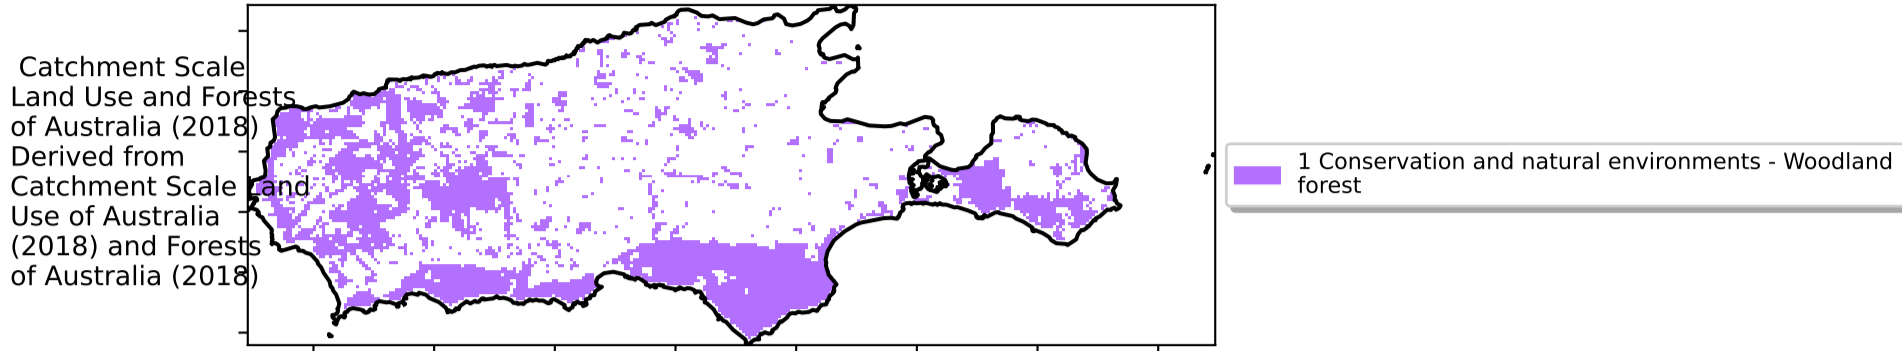 Catchment Scale
Land Use and Forests
of Australia (2018)
Derived from
Catchment Scale Land
Use of Australia
(2018) and Forests
of Australia (2018)
1 Conservation and natural environments - Woodland
forest